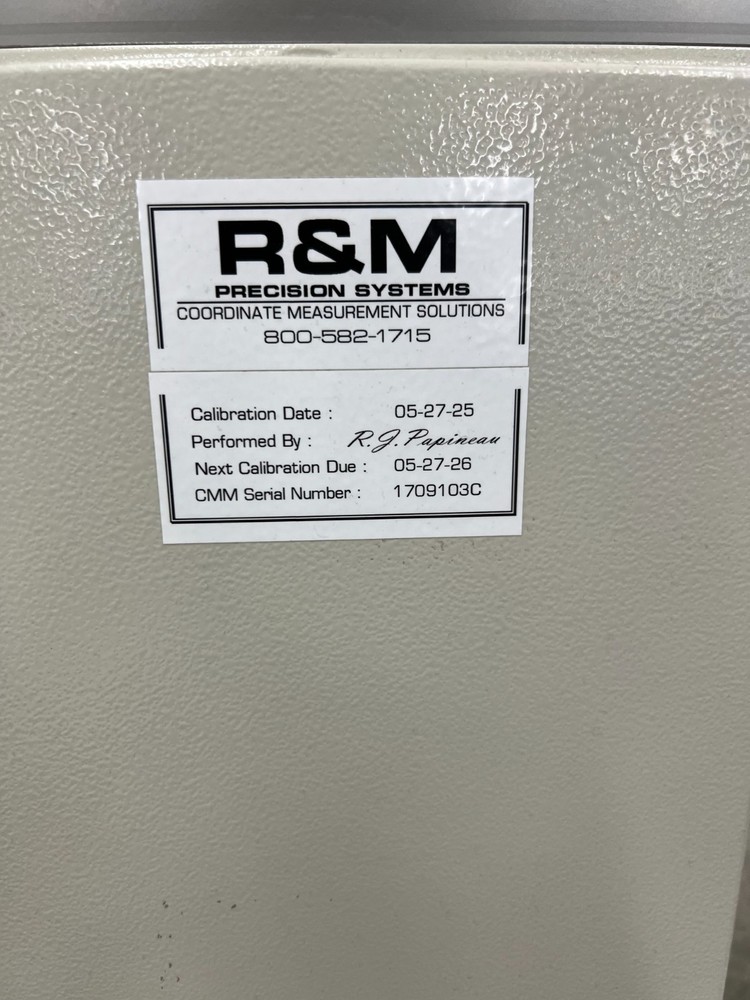 R&M
PRECISION SYSTEMS
COORDINATE MEASUREMENT SOLUTIONS
800-582-1715
Calibration Date : 05-27-25
Performed By : R.J. Papineau
Next Calibration Due : 05-27-26
CMM Serial Number : 1709103C